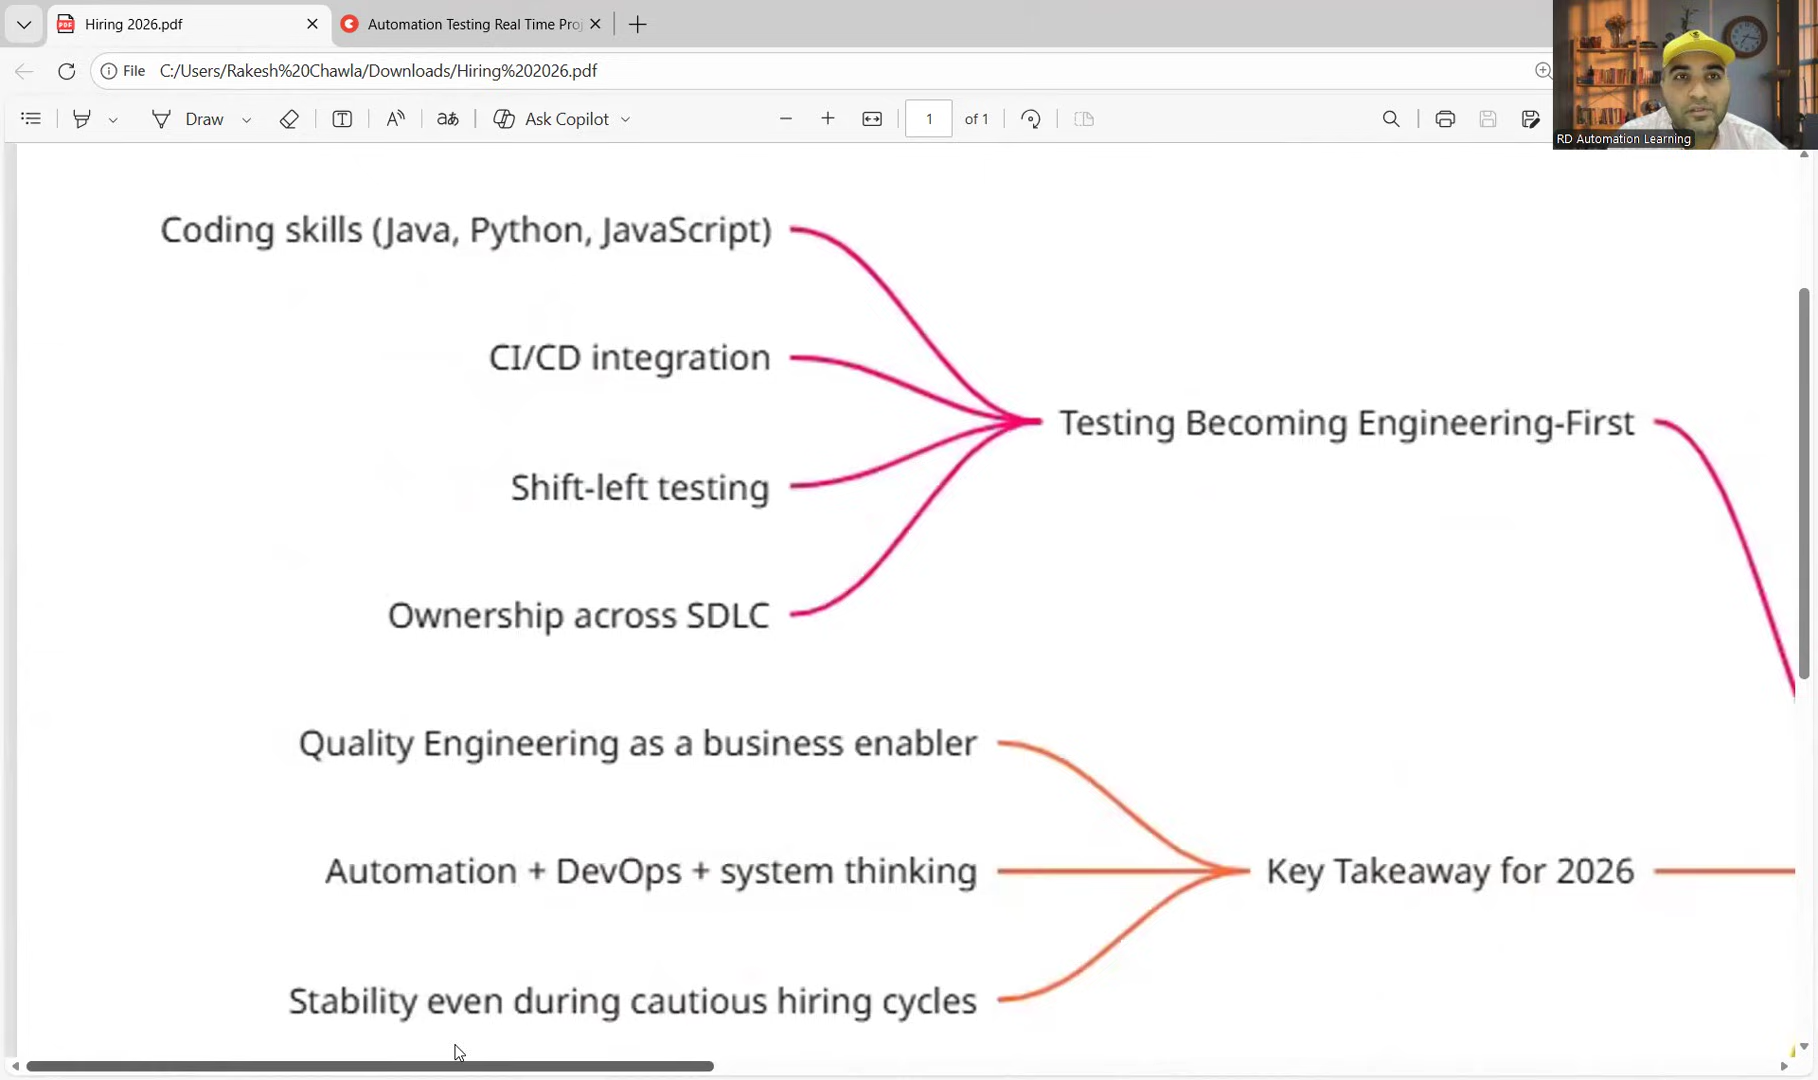 Hiring 2026.pdf
Automation Testing Real Time Proj
File C:/Users/Rakesh%20Chawla/Downloads/Hiring%202026.pdf
Draw
Ask Copilot
1 of 1
RD Automation Learning
Coding skills (Java, Python, JavaScript)
CI/CD integration
Testing Becoming Engineering-First
Shift-left testing
Ownership across SDLC
Quality Engineering as a business enabler
Automation + DevOps + system thinking
Key Takeaway for 2026
Stability even during cautious hiring cycles